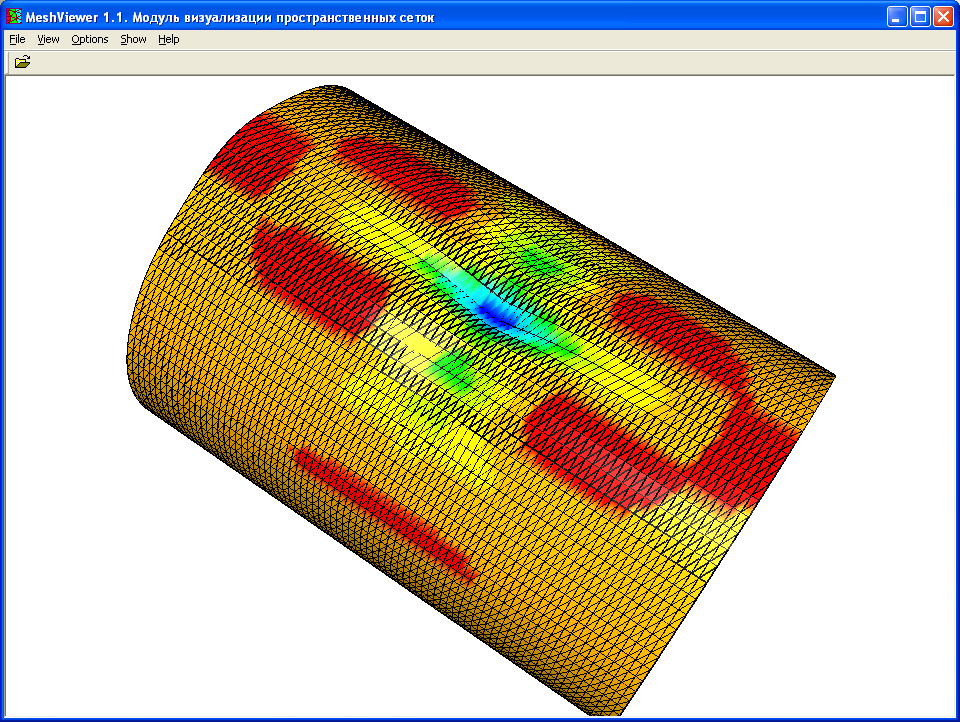 MeshViewer 1.1. Модуль визуализации пространственных сеток
File View Options Show Help